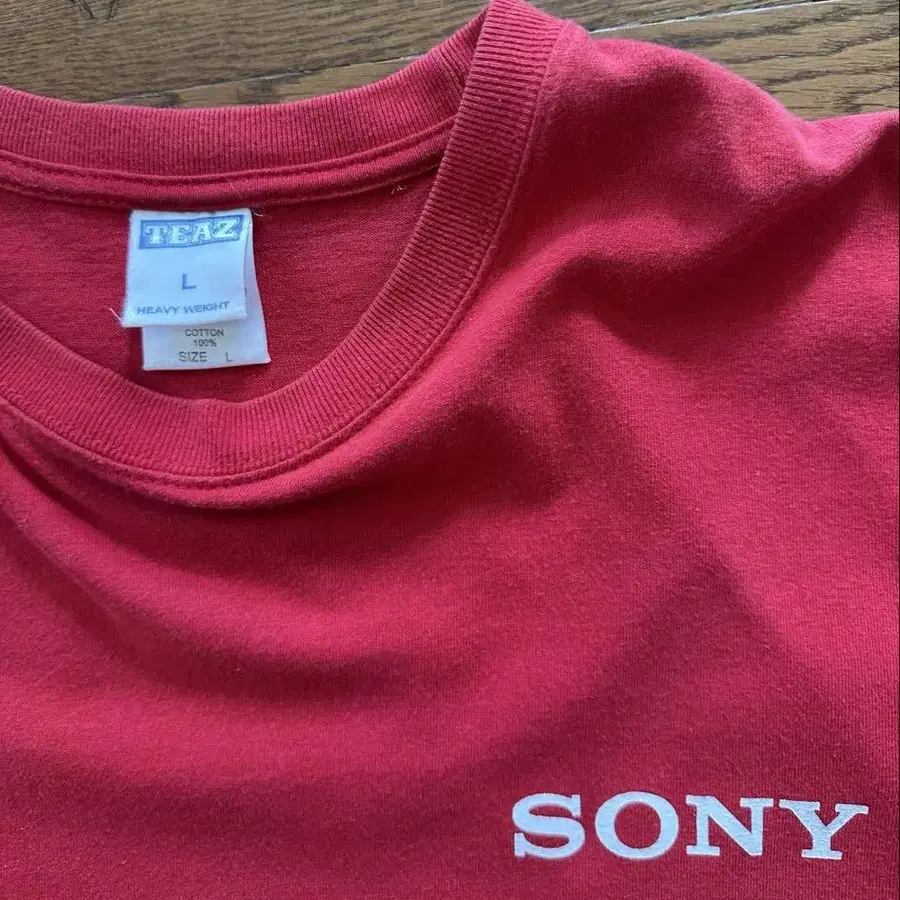 TEAZ
L
HEAVY WEIGHT
COTTON
100%
SIZE L
SONY